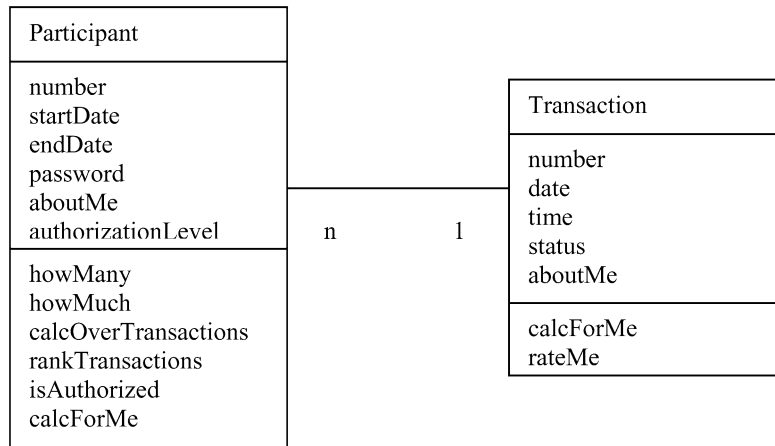 Participant
number
startDate
endDate
password
aboutMe
authorizationLevel
howMany
howMuch
calcOverTransactions
rankTransactions
isAuthorized
calcForMe
n
1
Transaction
number
date
time
status
aboutMe
calcForMe
rateMe